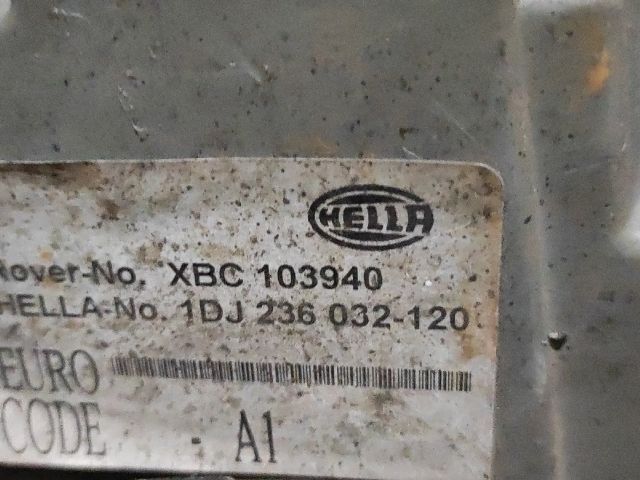 HELLA
Rover-No. XBC 103940
HELLA-No. 1DJ 236 032-120
EURO
CODE - A1